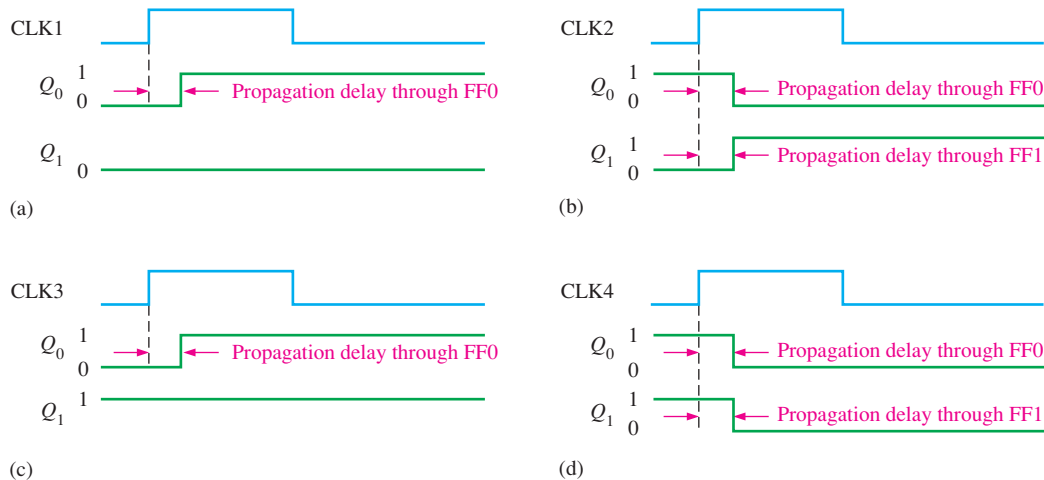 CLK1
1
Q0
0
Propagation delay through FF0
Q1
0
(a)
CLK2
1
Q0
0
Propagation delay through FF0
1
Q1
0
Propagation delay through FF1
(b)
CLK3
1
Q0
0
Propagation delay through FF0
Q1
1
(c)
CLK4
1
Q0
0
Propagation delay through FF0
1
Q1
0
Propagation delay through FF1
(d)